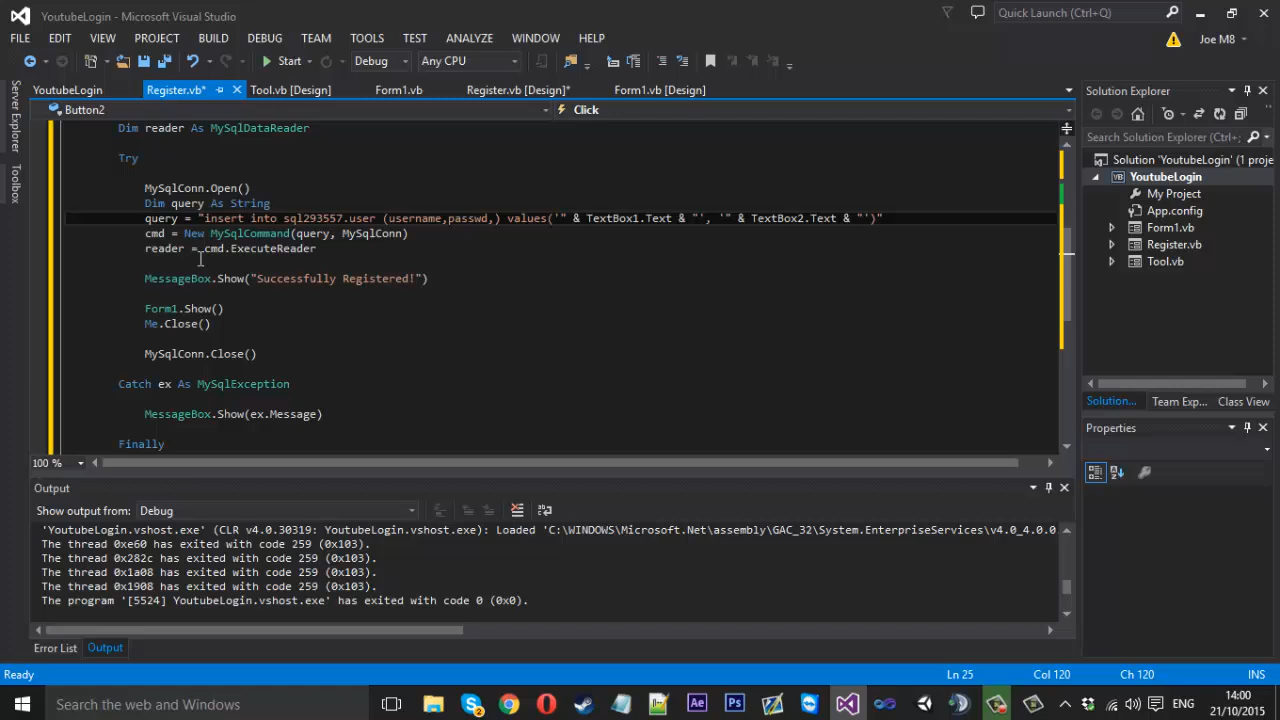 YoutubeLogin - Microsoft Visual Studio
Quick Launch (Ctrl+Q)
FILE EDIT VIEW PROJECT BUILD DEBUG TEAM TOOLS TEST ANALYZE WINDOW HELP
Joe M8
Start Debug Any CPU
Server Explorer
Toolbox
YoutubeLogin Register.vb* Tool.vb [Design] Form1.vb Register.vb [Design]* Form1.vb [Design]
Button2 Click
Dim reader As MySqlDataReader
Try
MySqlConn.Open()
Dim query As String
query = "insert into sql293557.user (username,passwd,) values('" & TextBox1.Text & "', '" & TextBox2.Text & "')"
cmd = New MySqlCommand(query, MySqlConn)
reader = cmd.ExecuteReader
MessageBox.Show("Successfully Registered!")
Form1.Show()
Me.Close()
MySqlConn.Close()
Catch ex As MySqlException
MessageBox.Show(ex.Message)
Finally
100 %
Solution Explorer
Search Solution Explorer (Ctrl+;
Solution 'YoutubeLogin' (1 proje
VB YoutubeLogin
My Project
App.config
Form1.vb
Register.vb
Tool.vb
Solution... Team Exp... Class View
Properties
Output
Show output from: Debug
'YoutubeLogin.vshost.exe' (CLR v4.0.30319: YoutubeLogin.vshost.exe): Loaded 'C:\WINDOWS\Microsoft.Net\assembly\GAC_32\System.EnterpriseServices\v4.0_4.0.0
The thread 0xe60 has exited with code 259 (0x103).
The thread 0x282c has exited with code 259 (0x103).
The thread 0x1a08 has exited with code 259 (0x103).
The thread 0x1908 has exited with code 259 (0x103).
The program '[5524] YoutubeLogin.vshost.exe' has exited with code 0 (0x0).
Error List Output
Ready Ln 25 Col 120 Ch 120 INS
Search the web and Windows
2
Ae
Ps
ENG
14:00
21/10/2015